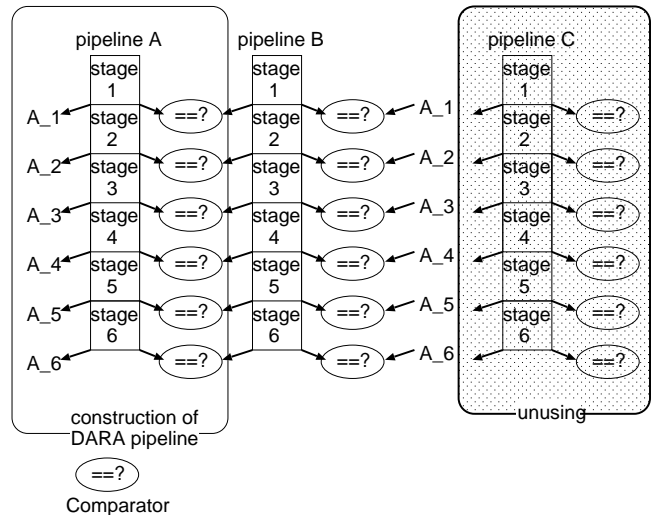 pipeline A pipeline B pipeline C
stage stage stage
1 1 1
A_1 ==? ==? A_1 ==?
stage stage stage
2 2 2
A_2 ==? ==? A_2 ==?
stage stage stage
3 3 3
A_3 ==? ==? A_3 ==?
stage stage stage
4 4 4
A_4 ==? ==? A_4 ==?
stage stage stage
5 5 5
A_5 ==? ==? A_5 ==?
stage stage stage
6 6 6
A_6 ==? ==? A_6 ==?
construction of
DARA pipeline
unusing
==?
Comparator